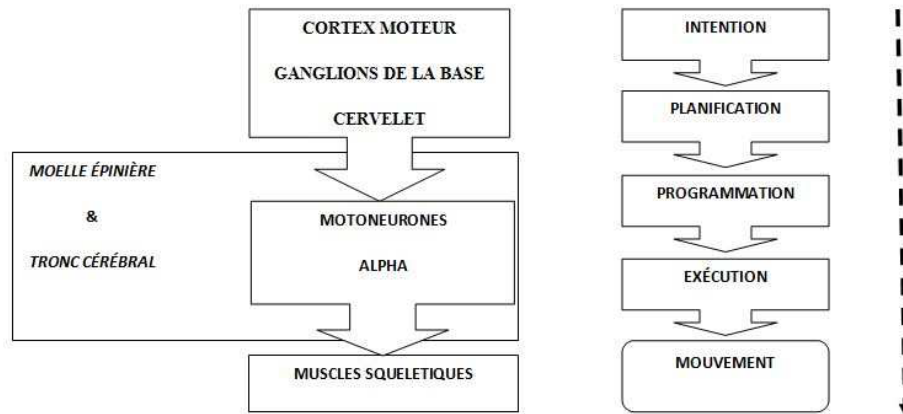 CORTEX MOTEUR
GANGLIONS DE LA BASE
CERVELET
MOELLE ÉPINIÈRE
&
TRONC CÉRÉBRAL
MOTONEURONES
ALPHA
MUSCLES SQUELETIQUES
INTENTION
PLANIFICATION
PROGRAMMATION
EXÉCUTION
MOUVEMENT